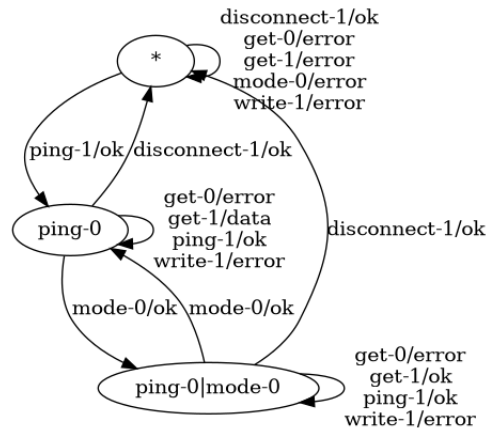 disconnect-1/ok
get-0/error
*
get-1/error
mode-0/error
write-1/error
ping-1/ok
disconnect-1/ok
ping-0
get-0/error
get-1/data
ping-1/ok
write-1/error
disconnect-1/ok
mode-0/ok
mode-0/ok
ping-0|mode-0
get-0/error
get-1/ok
ping-1/ok
write-1/error